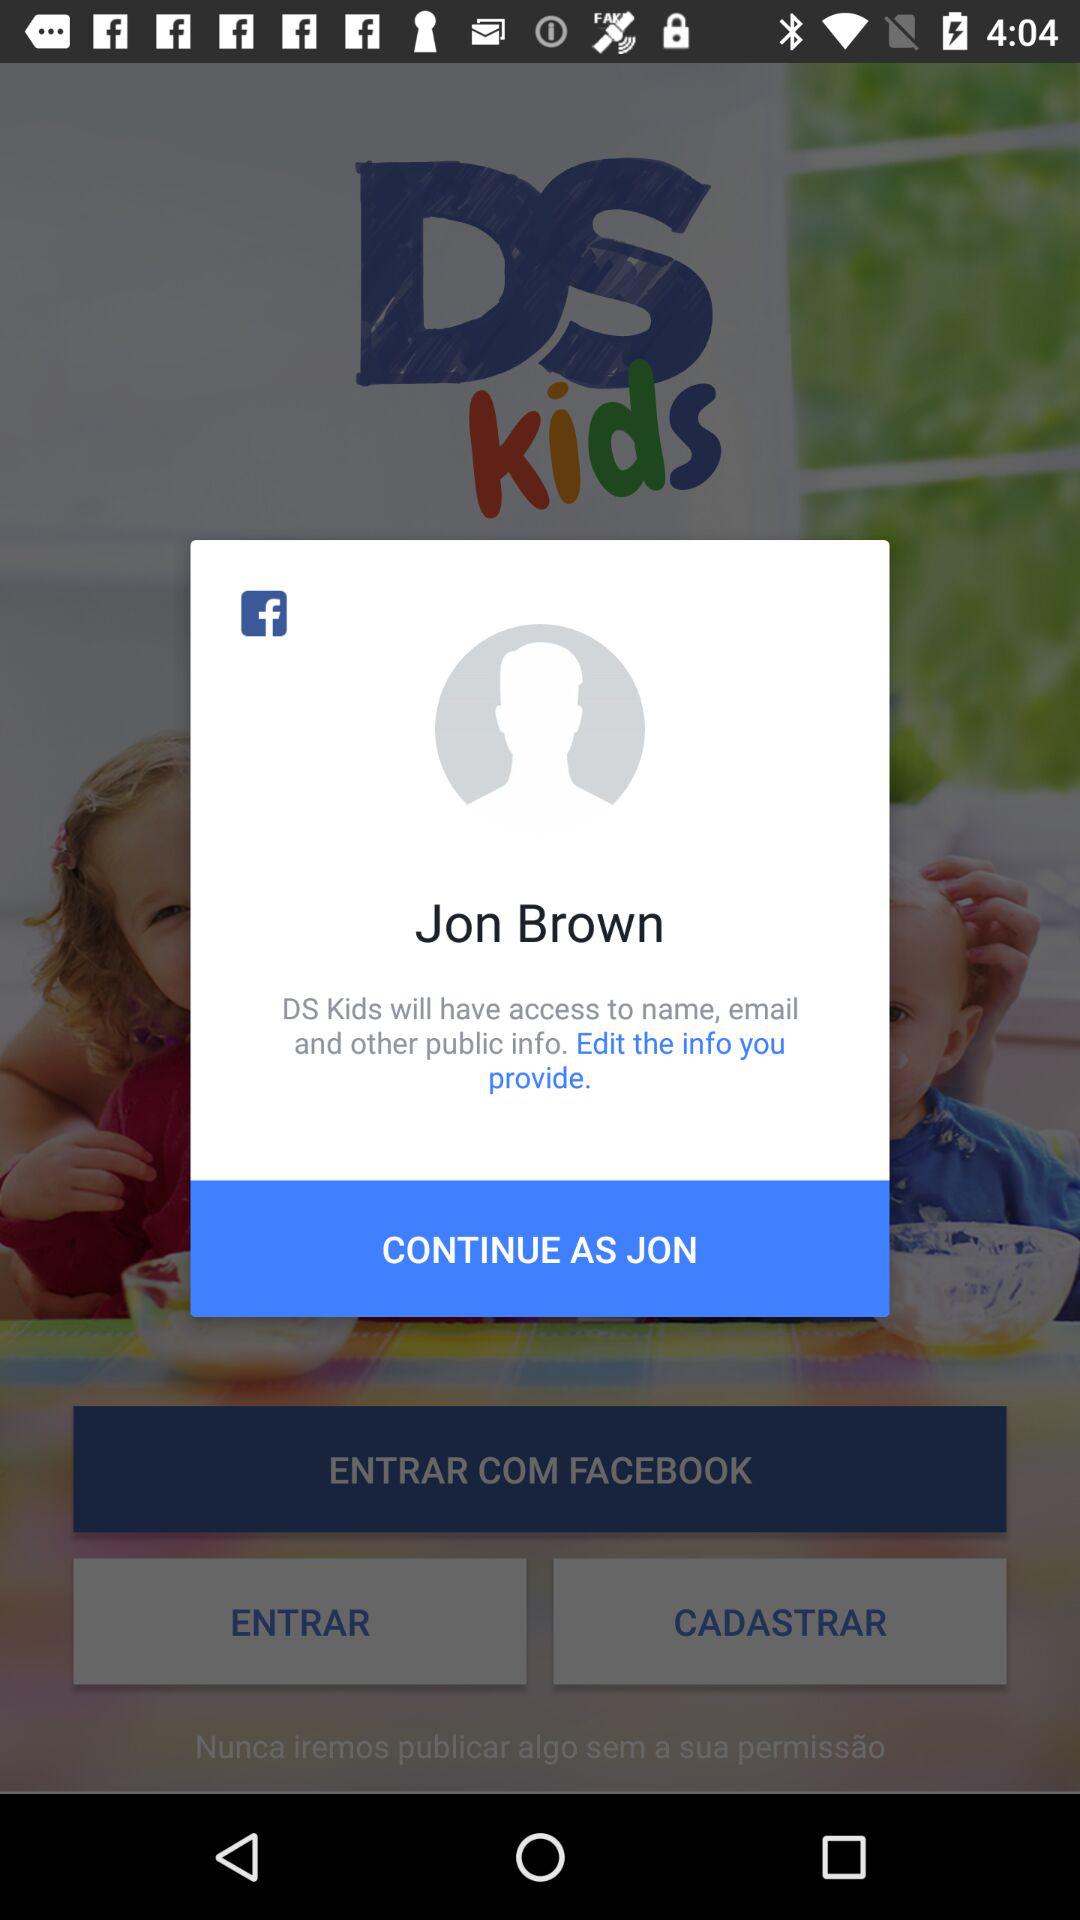 FAKE
4:04
DS
kids
Jon Brown
DS Kids will have access to name, email
and other public info. Edit the info you
provide.
CONTINUE AS JON
ENTRAR COM FACEBOOK
ENTRAR
CADASTRAR
Nunca iremos publicar algo sem a sua permissão